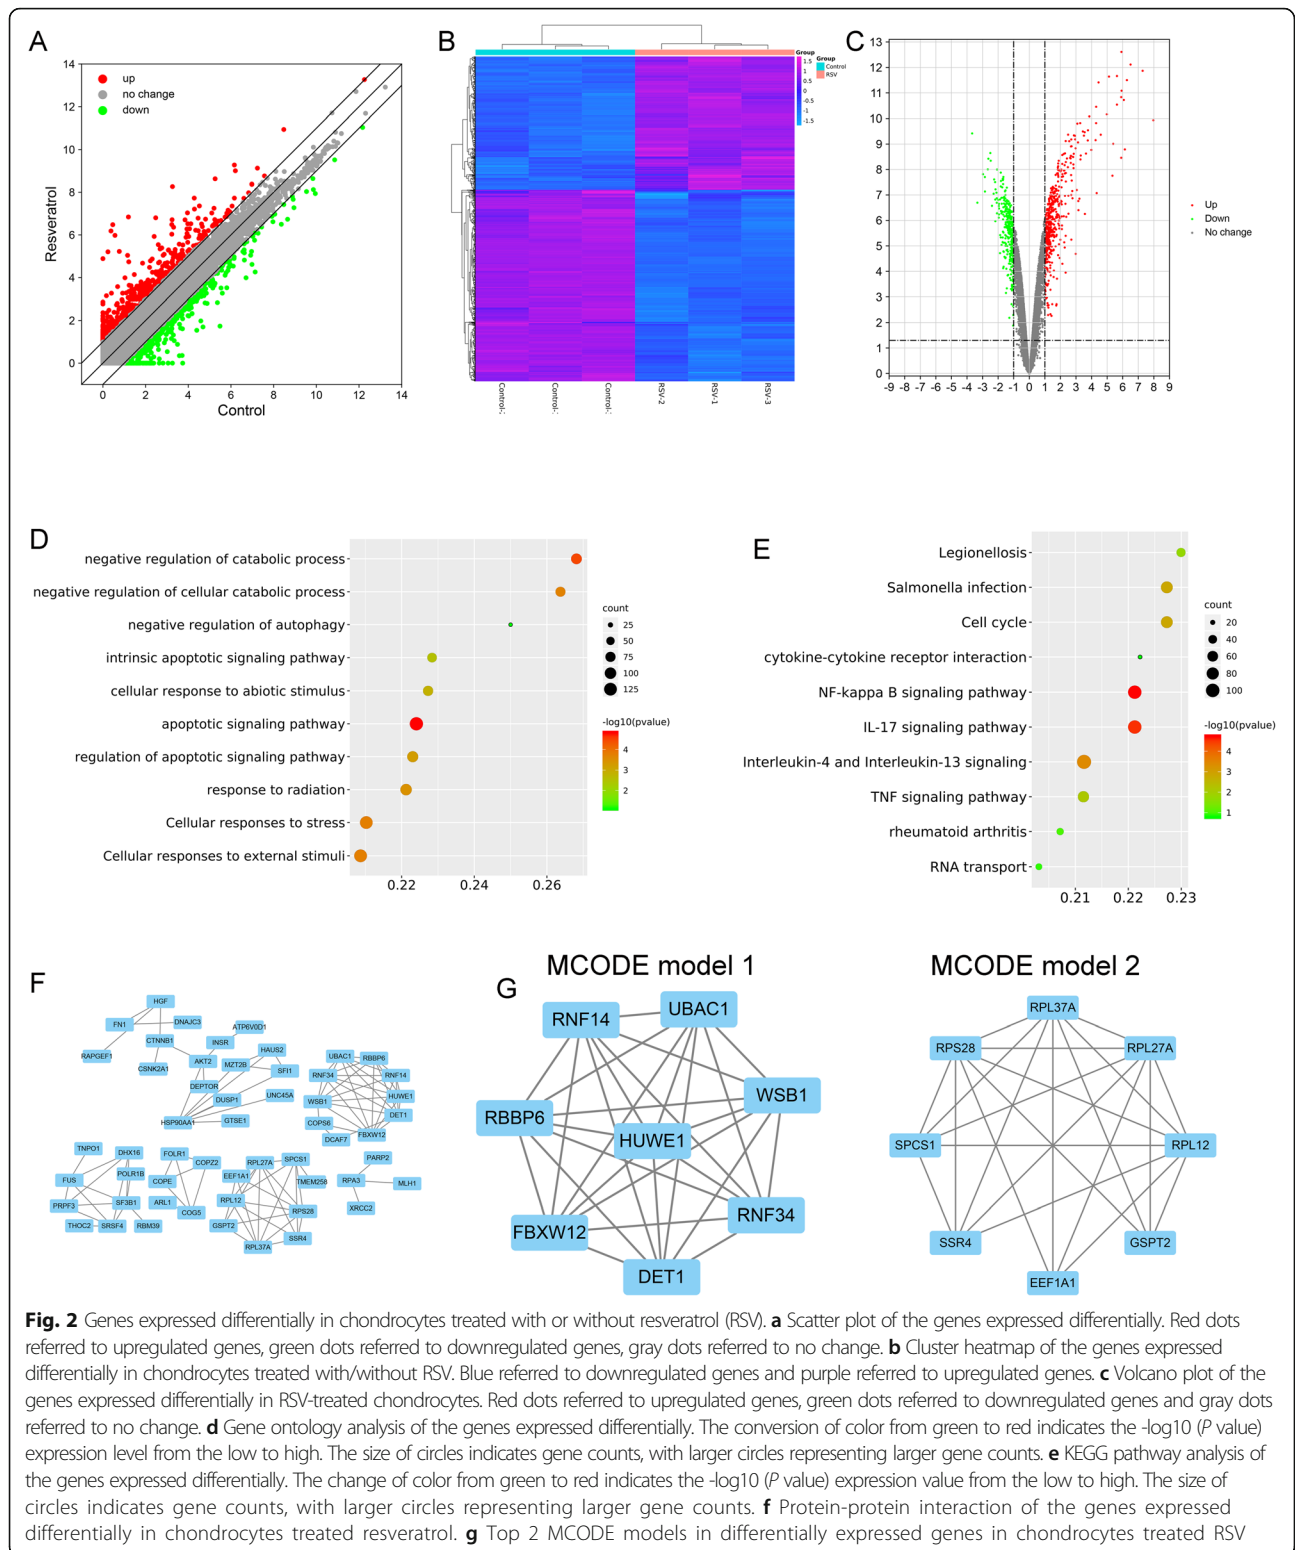 A
14
12
10
8
6
4
2
0
Resveratrol
up
no change
down
0 2 4 6 8 10 12 14
Control
B
Group
1.5
1
0.5
0
-0.5
-1
-1.5
Group
Control
RSV
Control-
Control-
Control-
RSV-2
RSV-1
RSV-3
C
13
12
11
10
9
8
7
6
5
4
3
2
1
0
-9 -8 -7 -6 -5 -4 -3 -2 -1 0 1 2 3 4 5 6 7 8 9
Up
Down
No change
D
negative regulation of catabolic process
negative regulation of cellular catabolic process
negative regulation of autophagy
intrinsic apoptotic signaling pathway
cellular response to abiotic stimulus
apoptotic signaling pathway
regulation of apoptotic signaling pathway
response to radiation
Cellular responses to stress
Cellular responses to external stimuli
0.22 0.24 0.26
count
25
50
75
100
125
-log10(pvalue)
4
3
2
E
Legionellosis
Salmonella infection
Cell cycle
cytokine-cytokine receptor interaction
NF-kappa B signaling pathway
IL-17 signaling pathway
Interleukin-4 and Interleukin-13 signaling
TNF signaling pathway
rheumatoid arthritis
RNA transport
0.21 0.22 0.23
count
20
40
60
80
100
-log10(pvalue)
4
3
2
1
F
HGF
FN1
DNAJC3
CTNNB1
RAPGEF1
CSNK2A1
ATP6V0D1
INSR
HAUS2
AKT2
MZT2B
SFI1
DEPTOR
DUSP1
UNC45A
HSP90AA1
GTSE1
UBAC1
RBBP6
RNF34
RNF14
WSB1
HUWE1
COPS6
DET1
DCAF7
FBXW12
TNPO1
DHX16
FUS
POLR1B
PRPF3
SF3B1
THOC2
SRSF4
RBM39
FOLR1
COPZ2
COPE
ARL1
COG5
RPL27A
SPCS1
EEF1A1
TMEM258
RPL12
RPS28
GSPT2
SSR4
RPL37A
PARP2
RPA3
MLH1
XRCC2
G
MCODE model 1
UBAC1
RNF14
WSB1
RBBP6
HUWE1
RNF34
FBXW12
DET1
MCODE model 2
RPL37A
RPS28
RPL27A
SPCS1
RPL12
SSR4
GSPT2
EEF1A1
Fig. 2 Genes expressed differentially in chondrocytes treated with or without resveratrol (RSV). a Scatter plot of the genes expressed differentially. Red dots
referred to upregulated genes, green dots referred to downregulated genes, gray dots referred to no change. b Cluster heatmap of the genes expressed
differentially in chondrocytes treated with/without RSV. Blue referred to downregulated genes and purple referred to upregulated genes. c Volcano plot of the
genes expressed differentially in RSV-treated chondrocytes. Red dots referred to upregulated genes, green dots referred to downregulated genes and gray dots
referred to no change. d Gene ontology analysis of the genes expressed differentially. The conversion of color from green to red indicates the -log10 (P value)
expression level from the low to high. The size of circles indicates gene counts, with larger circles representing larger gene counts. e KEGG pathway analysis of
the genes expressed differentially. The change of color from green to red indicates the -log10 (P value) expression value from the low to high. The size of
circles indicates gene counts, with larger circles representing larger gene counts. f Protein-protein interaction of the genes expressed
differentially in chondrocytes treated resveratrol. g Top 2 MCODE models in differentially expressed genes in chondrocytes treated RSV